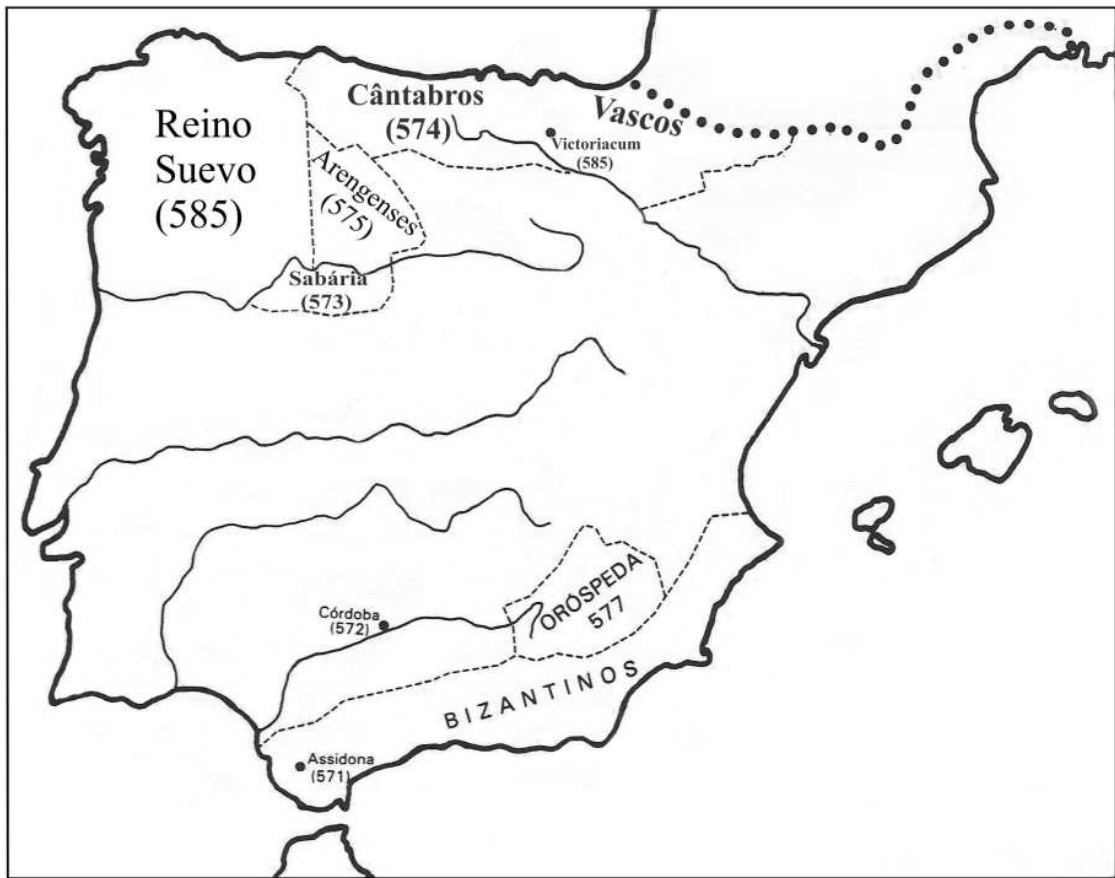 Reino
Suevo
(585)
Cântabros
(574)
Vascos
Victoriacum
(585)
Arengenses
(575)
Sabária
(573)
Córdoba
(572)
ORÓSPEDA
577
BIZANTINOS
Assidona
(571)